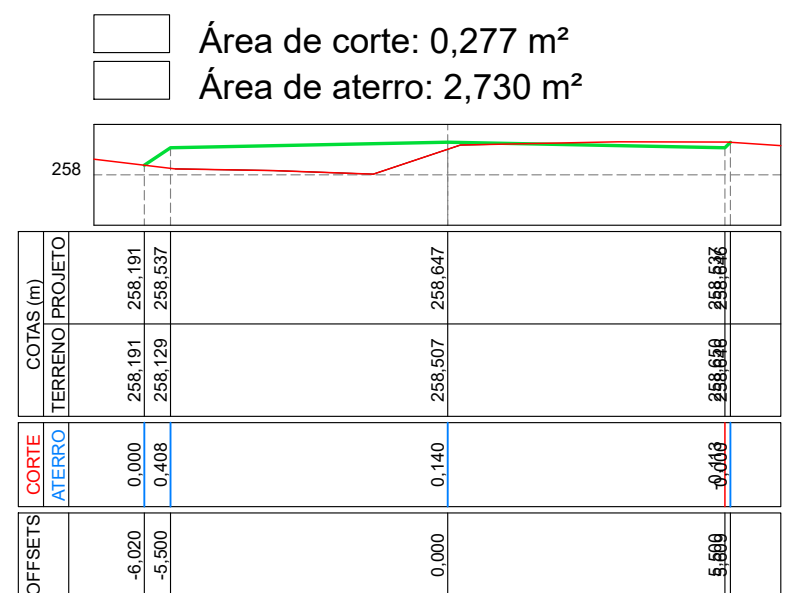 Área de corte: 0,277 m²
Área de aterro: 2,730 m²
258
COTAS (m)
PROJETO
258,191
258,537
258,647
TERRENO
258,191
258,129
258,507
CORTE
ATERRO
0,000
0,408
0,140
OFFSETS
-6,020
-5,500
0,000